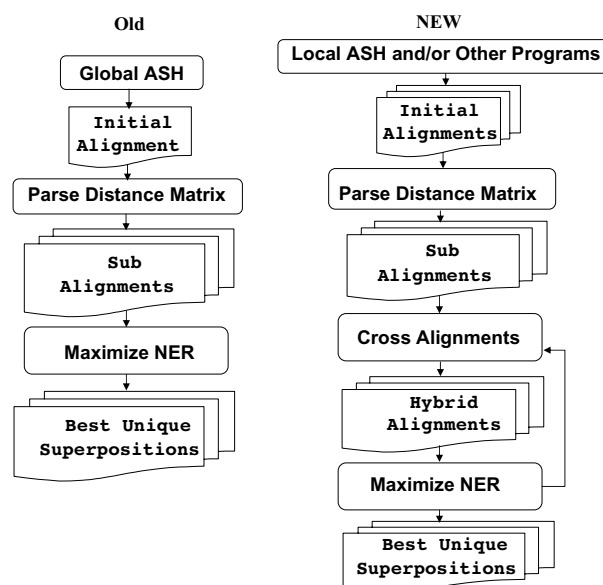 Old
Global ASH
Initial
Alignment
Parse Distance Matrix
Sub
Alignments
Maximize NER
Best Unique
Superpositions
NEW
Local ASH and/or Other Programs
Initial
Alignments
Parse Distance Matrix
Sub
Alignments
Cross Alignments
Hybrid
Alignments
Maximize NER
Best Unique
Superpositions